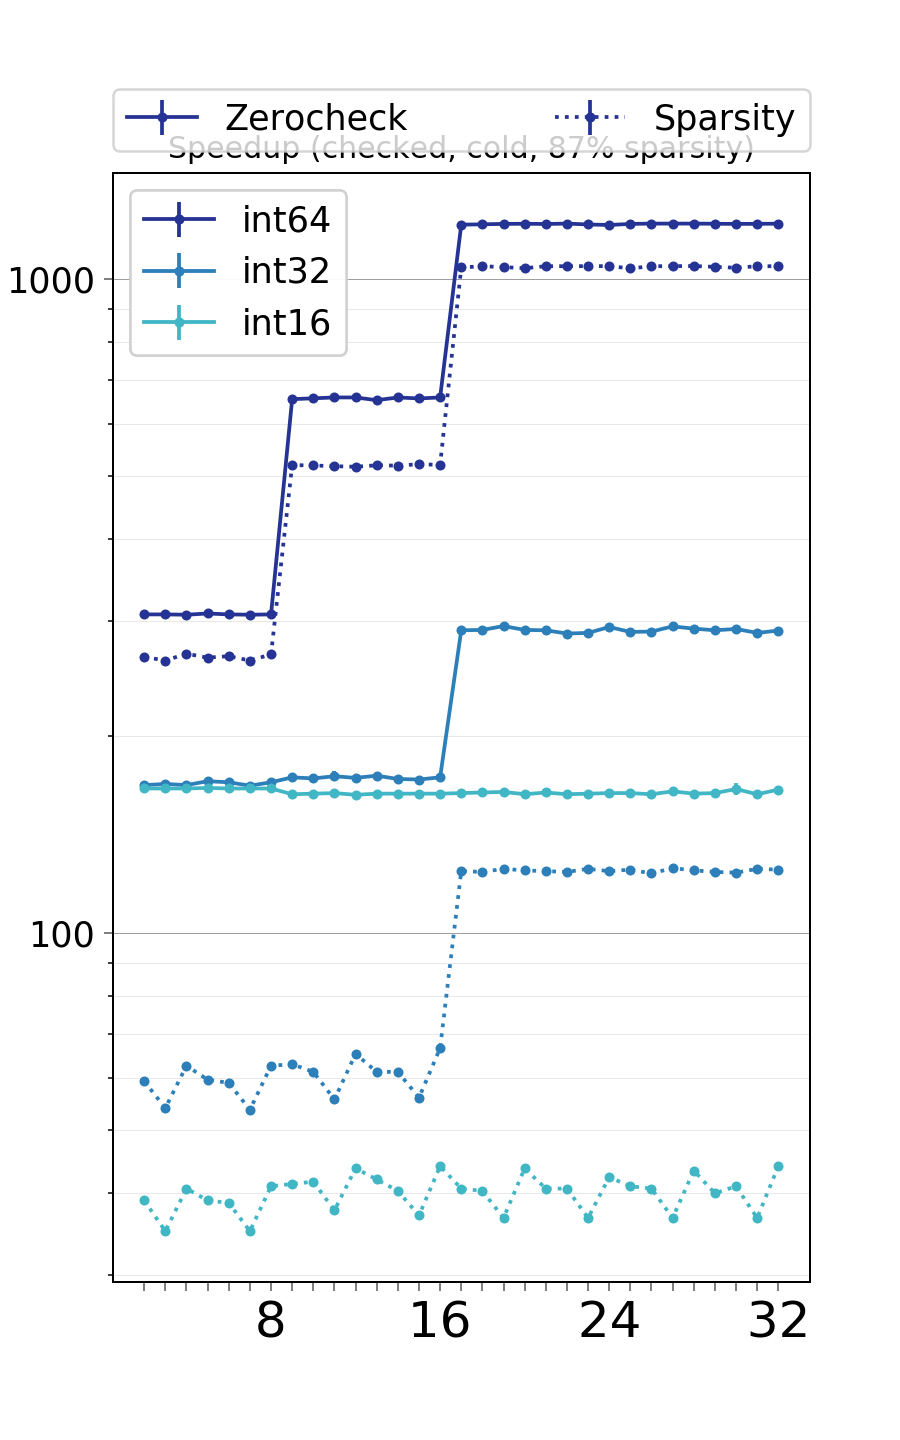 Zerocheck Sparsity
Speedup (checked, cold, 87% sparsity)
int64
int32
int16
1000
100
8 16 24 32